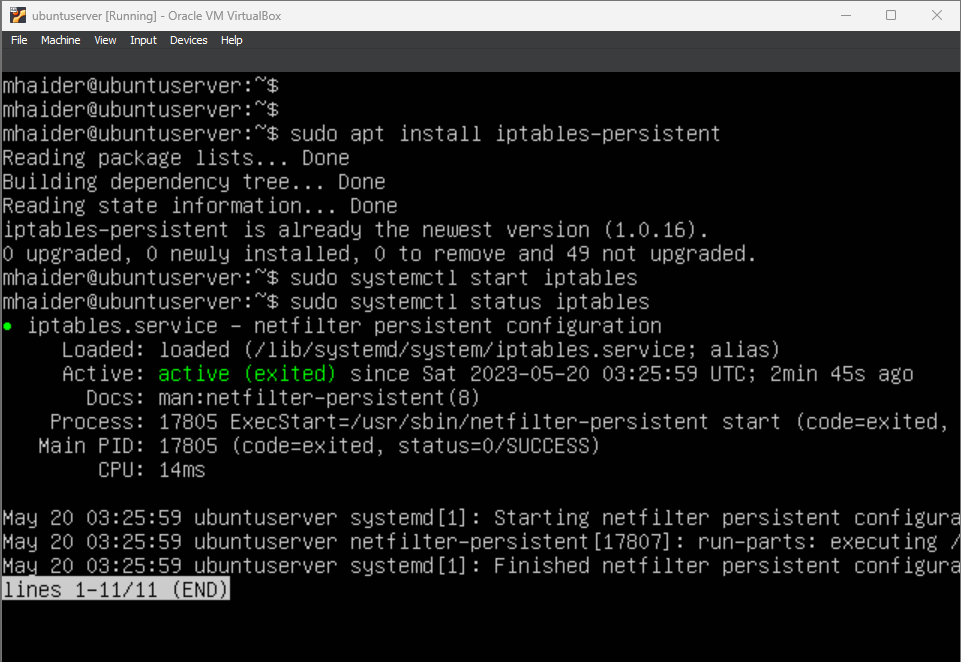 ubuntuserver [Running] - Oracle VM VirtualBox
File Machine View Input Devices Help
mhaider@ubuntuserver:~$
mhaider@ubuntuserver:~$
mhaider@ubuntuserver:~$ sudo apt install iptables-persistent
Reading package lists... Done
Building dependency tree... Done
Reading state information... Done
iptables-persistent is already the newest version (1.0.16).
0 upgraded, 0 newly installed, 0 to remove and 49 not upgraded.
mhaider@ubuntuserver:~$ sudo systemctl start iptables
mhaider@ubuntuserver:~$ sudo systemctl status iptables
● iptables.service - netfilter persistent configuration
Loaded: loaded (/lib/systemd/system/iptables.service; alias)
Active: active (exited) since Sat 2023-05-20 03:25:59 UTC; 2min 45s ago
Docs: man:netfilter-persistent(8)
Process: 17805 ExecStart=/usr/sbin/netfilter-persistent start (code=exited,
Main PID: 17805 (code=exited, status=0/SUCCESS)
CPU: 14ms
May 20 03:25:59 ubuntuserver systemd[1]: Starting netfilter persistent configura
May 20 03:25:59 ubuntuserver netfilter-persistent[17807]: run-parts: executing /
May 20 03:25:59 ubuntuserver systemd[1]: Finished netfilter persistent configura
lines 1-11/11 (END)